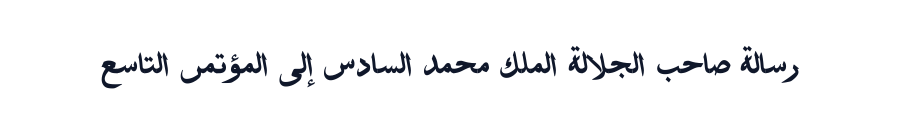 رسالة صاحب الجلالة الملك محمد السادس إلى المؤتمر التاسع